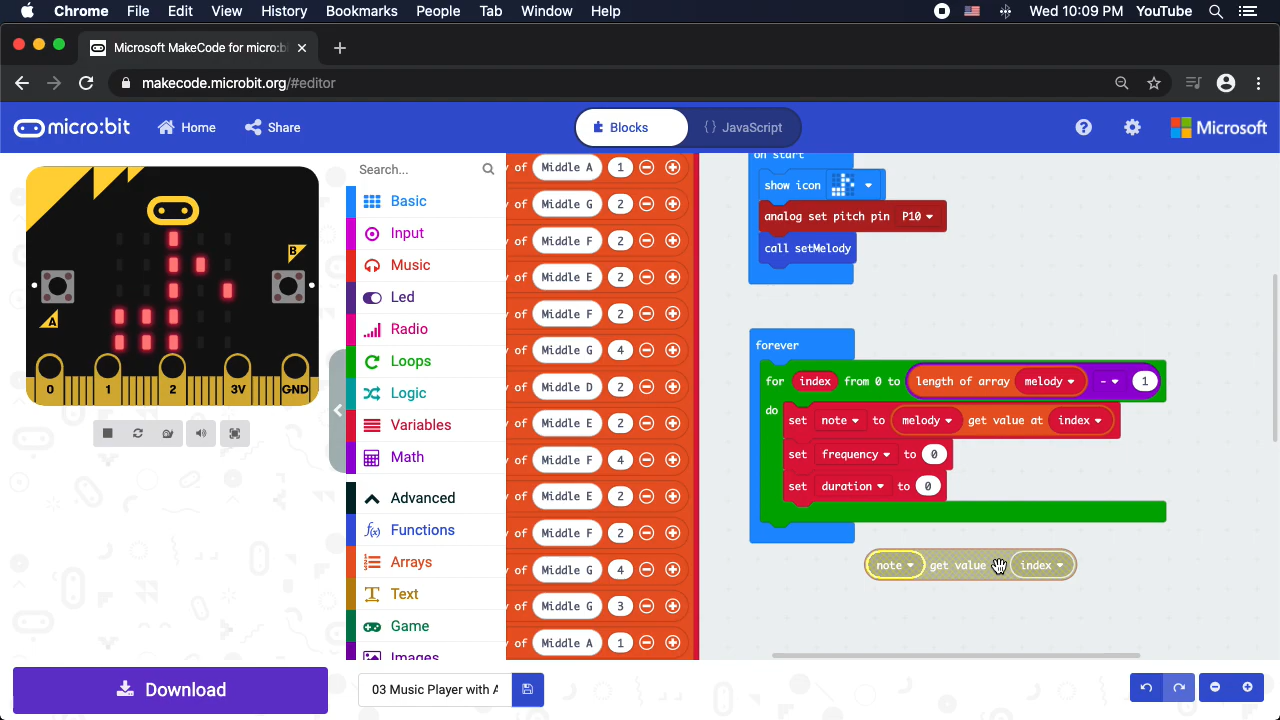 Chrome File Edit View History Bookmarks People Tab Window Help Wed 10:09 PM YouTube
Microsoft MakeCode for micro:bi
makecode.microbit.org/#editor
micro:bit Home Share Blocks {} JavaScript Microsoft
Search...
Basic
Input
Music
Led
Radio
Loops
Logic
Variables
Math
Advanced
Functions
Arrays
Text
Game
Images
A
B
0 1 2 3V GND
of Middle A 1
of Middle G 2
of Middle F 2
of Middle E 2
of Middle F 2
of Middle G 4
of Middle D 2
of Middle E 2
of Middle F 4
of Middle E 2
of Middle F 2
of Middle G 4
of Middle G 3
of Middle A 1
on start
show icon
analog set pitch pin P10
call setMelody
forever
for index from 0 to length of array melody - 1
do
set note to melody get value at index
set frequency to 0
set duration to 0
note get value index
Download
03 Music Player with A